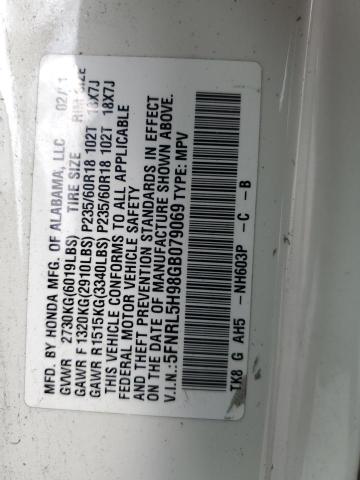 MFD. BY HONDA MFG. OF ALABAMA, LLC
GVWR 2730KG(6019LBS) TIRE SIZE RIM SIZE
GAWR F 1320KG(2910LBS) P235/60R18 102T 18X7J
GAWR R1515KG(3340LBS) P235/60R18 102T 18X7J
THIS VEHICLE CONFORMS TO ALL APPLICABLE
FEDERAL MOTOR VEHICLE SAFETY
AND THEFT PREVENTION STANDARDS IN EFFECT
ON THE DATE OF MANUFACTURE SHOWN ABOVE.
V.I.N.:5FNRL5H98GB079069 TYPE: MPV
TK8 G AH5 -NH603P -C -B